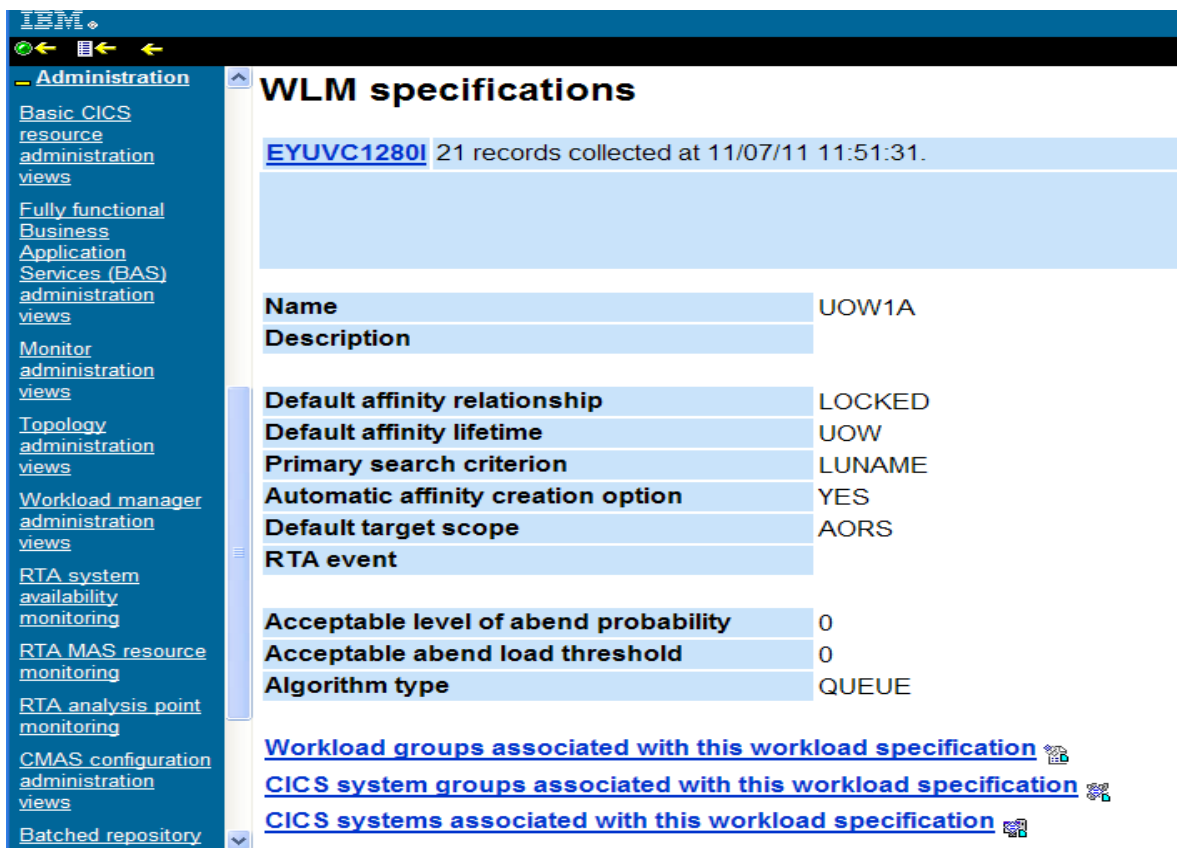 IBM
Administration
Basic CICS
resource
administration
views
Fully functional
Business
Application
Services (BAS)
administration
views
Monitor
administration
views
Topology
administration
views
Workload manager
administration
views
RTA system
availability
monitoring
RTA MAS resource
monitoring
RTA analysis point
monitoring
CMAS configuration
administration
views
Batched repository
WLM specifications
EYUVC1280I 21 records collected at 11/07/11 11:51:31.
Name UOW1A
Description
Default affinity relationship LOCKED
Default affinity lifetime UOW
Primary search criterion LUNAME
Automatic affinity creation option YES
Default target scope AORS
RTA event
Acceptable level of abend probability 0
Acceptable abend load threshold 0
Algorithm type QUEUE
Workload groups associated with this workload specification
CICS system groups associated with this workload specification
CICS systems associated with this workload specification